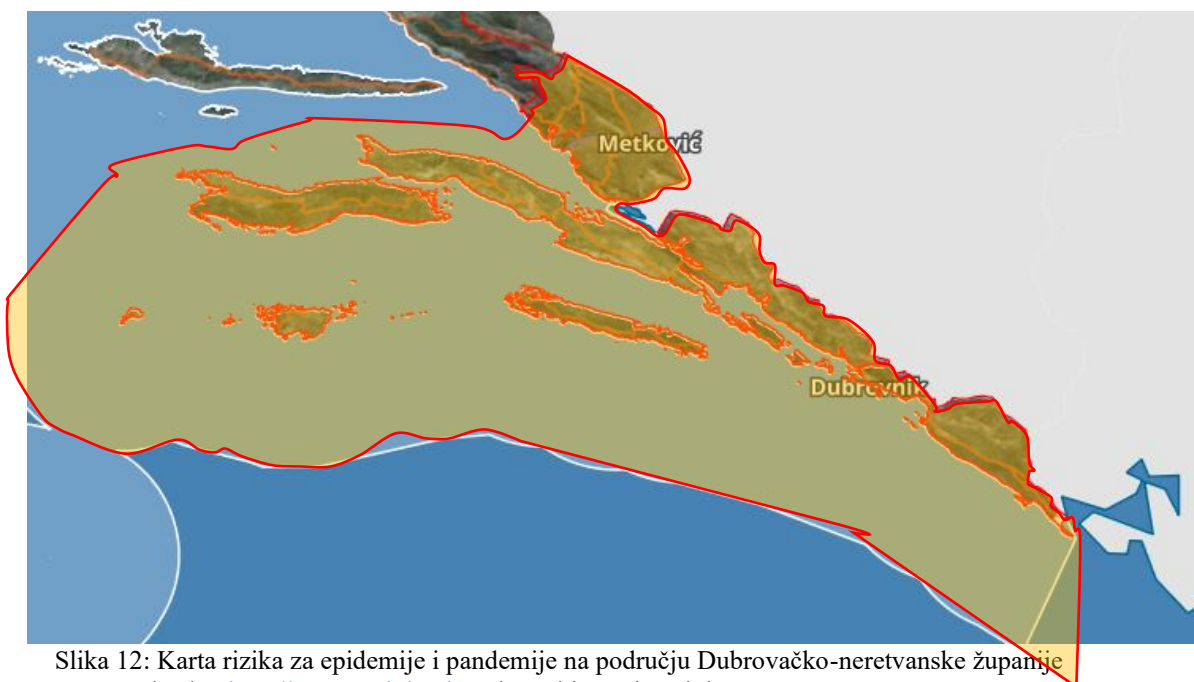 Metković
Dubrovnik
Slika 12: Karta rizika za epidemije i pandemije na području Dubrovačko-neretvanske županije